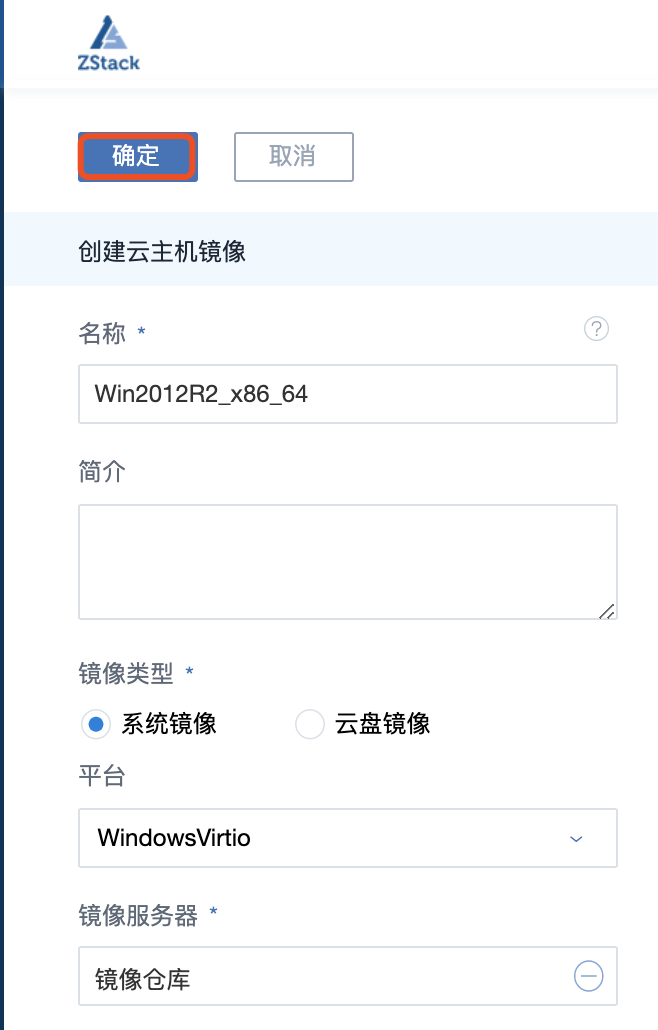 ZStack
确定 取消
创建云主机镜像
名称 * ?
Win2012R2_x86_64
简介
镜像类型 *
系统镜像 云盘镜像
平台
WindowsVirtio
镜像服务器 *
镜像仓库